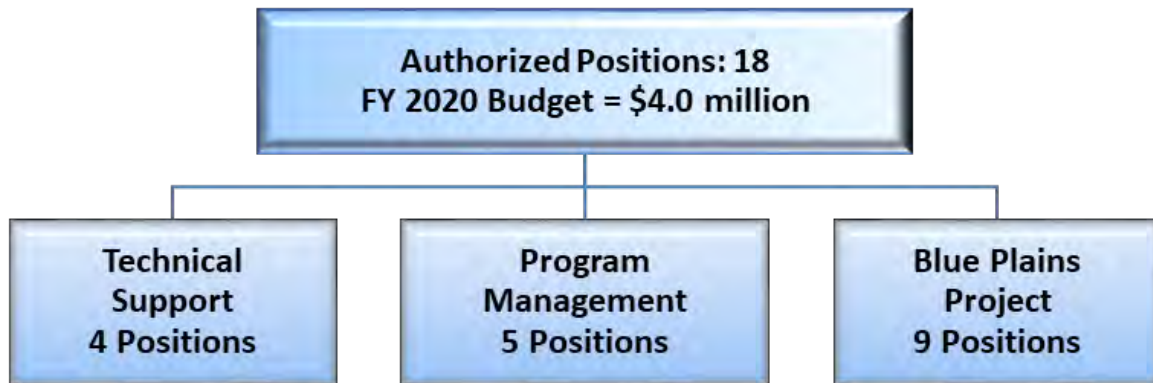 Authorized Positions: 18
FY 2020 Budget = $4.0 million
Technical
Support
4 Positions
Program
Management
5 Positions
Blue Plains
Project
9 Positions